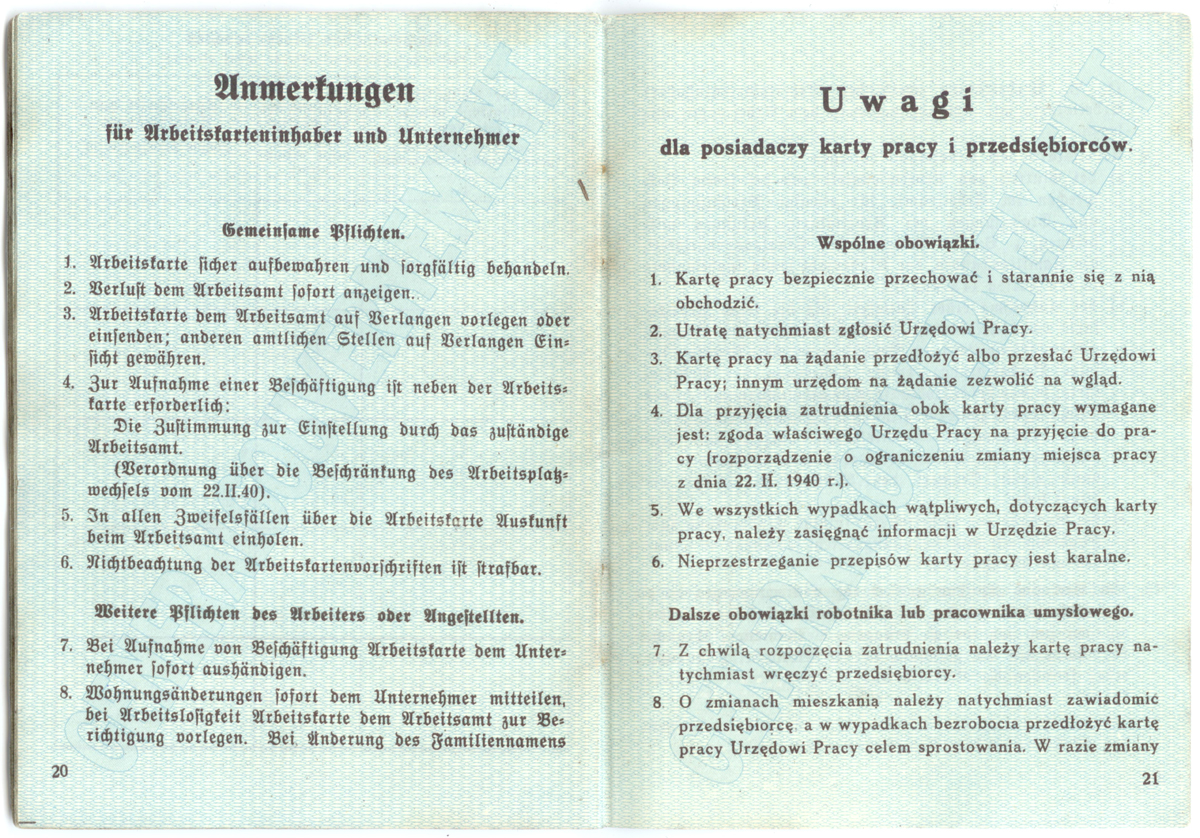 Anmerkungen
für Arbeitskarteninhaber und Unternehmer
Gemeinsame Pflichten.
1. Arbeitskarte sicher aufbewahren und sorgfältig behandeln.
2. Verlust dem Arbeitsamt sofort anzeigen.
3. Arbeitskarte dem Arbeitsamt auf Verlangen vorlegen oder
einsenden; anderen amtlichen Stellen auf Verlangen Ein-
sicht gewähren.
4. Zur Aufnahme einer Beschäftigung ist neben der Arbeits-
karte erforderlich:
Die Zustimmung zur Einstellung durch das zuständige
Arbeitsamt.
(Verordnung über die Beschränkung des Arbeitsplatz-
wechsels vom 22.II.40).
5. In allen Zweifelsfällen über die Arbeitskarte Auskunft
beim Arbeitsamt einholen.
6. Nichtbeachtung der Arbeitskartenvorschriften ist strafbar.
Weitere Pflichten des Arbeiters oder Angestellten.
7. Bei Aufnahme von Beschäftigung Arbeitskarte dem Unter-
nehmer sofort aushändigen.
8. Wohnungsänderungen sofort dem Unternehmer mitteilen,
bei Arbeitslosigkeit Arbeitskarte dem Arbeitsamt zur Be-
richtigung vorlegen. Bei Änderung des Familiennamens
20
Uwagi
dla posiadaczy karty pracy i przedsiębiorców.
Wspólne obowiązki.
1. Kartę pracy bezpiecznie przechować i starannie się z nią
obchodzić.
2. Utratę natychmiast zgłosić Urzędowi Pracy.
3. Kartę pracy na żądanie przedłożyć albo przesłać Urzędowi
Pracy; innym urzędom na żądanie zezwolić na wgląd.
4. Dla przyjęcia zatrudnienia obok karty pracy wymagane
jest: zgoda właściwego Urzędu Pracy na przyjęcie do pra-
cy (rozporządzenie o ograniczeniu zmiany miejsca pracy
z dnia 22. II. 1940 r.).
5. We wszystkich wypadkach wątpliwych, dotyczących karty
pracy, należy zasięgnąć informacji w Urzędzie Pracy.
6. Nieprzestrzeganie przepisów karty pracy jest karalne.
Dalsze obowiązki robotnika lub pracownika umysłowego.
7. Z chwilą rozpoczęcia zatrudnienia należy kartę pracy na-
tychmiast wręczyć przedsiębiorcy.
8 O zmianach mieszkanią należy natychmiast zawiadomić
przedsiębiorcę, a w wypadkach bezrobocia przedłożyć kartę
pracy Urzędowi Pracy celem sprostowania. W razie zmiany
21